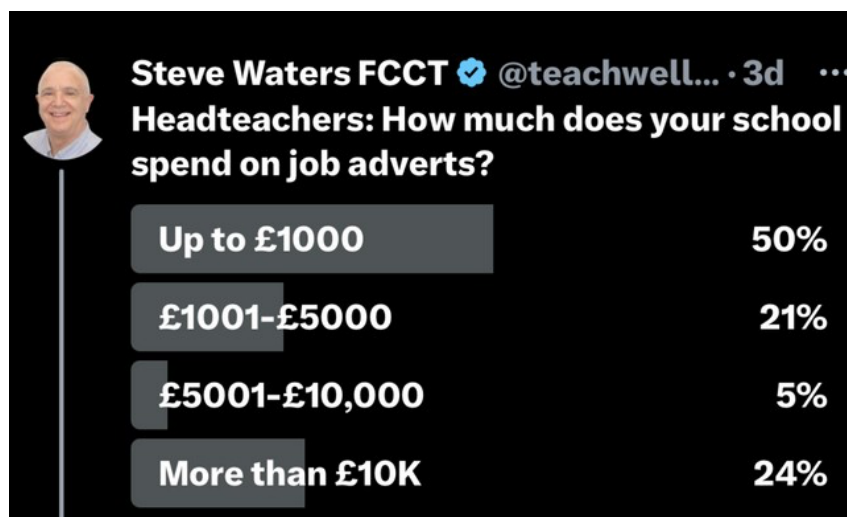 Steve Waters FCCT @teachwell... · 3d ...
Headteachers: How much does your school
spend on job adverts?
Up to £1000 50%
£1001-£5000 21%
£5001-£10,000 5%
More than £10K 24%